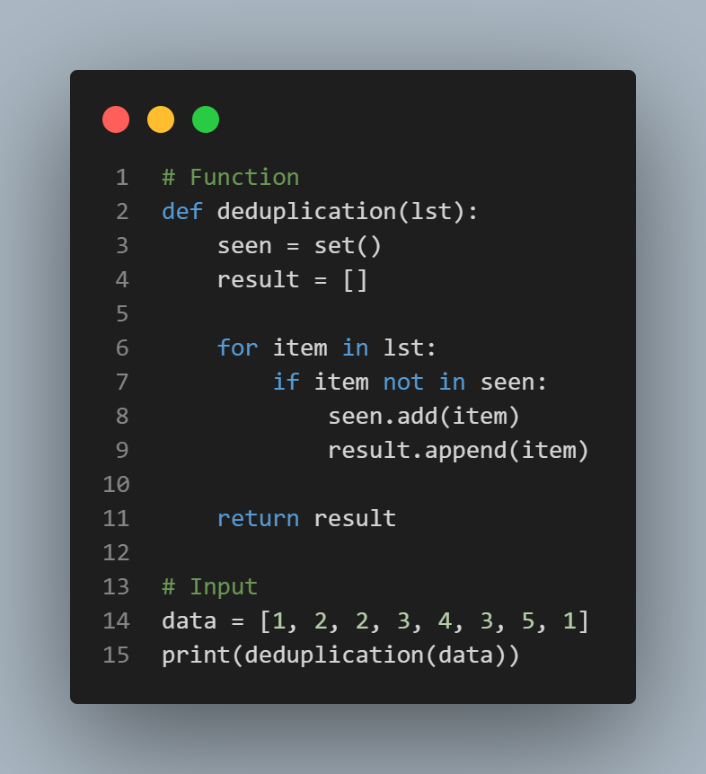 1 # Function
2 def deduplication(lst):
3     seen = set()
4     result = []
5
6     for item in lst:
7         if item not in seen:
8             seen.add(item)
9             result.append(item)
10
11     return result
12
13 # Input
14 data = [1, 2, 2, 3, 4, 3, 5, 1]
15 print(deduplication(data))